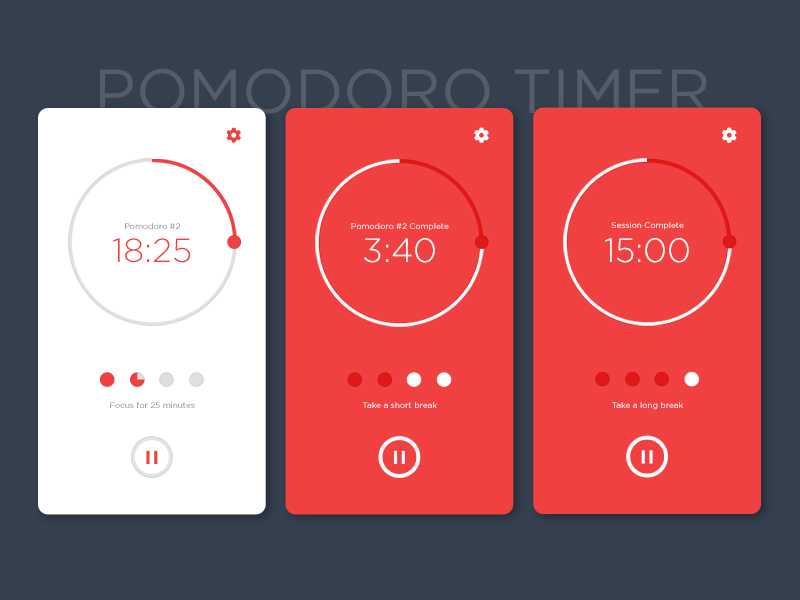 POMODORO TIMER
Pomodoro #2
18:25
Focus for 25 minutes
Pomodoro #2 Complete
3:40
Take a short break
Session Complete
15:00
Take a long break